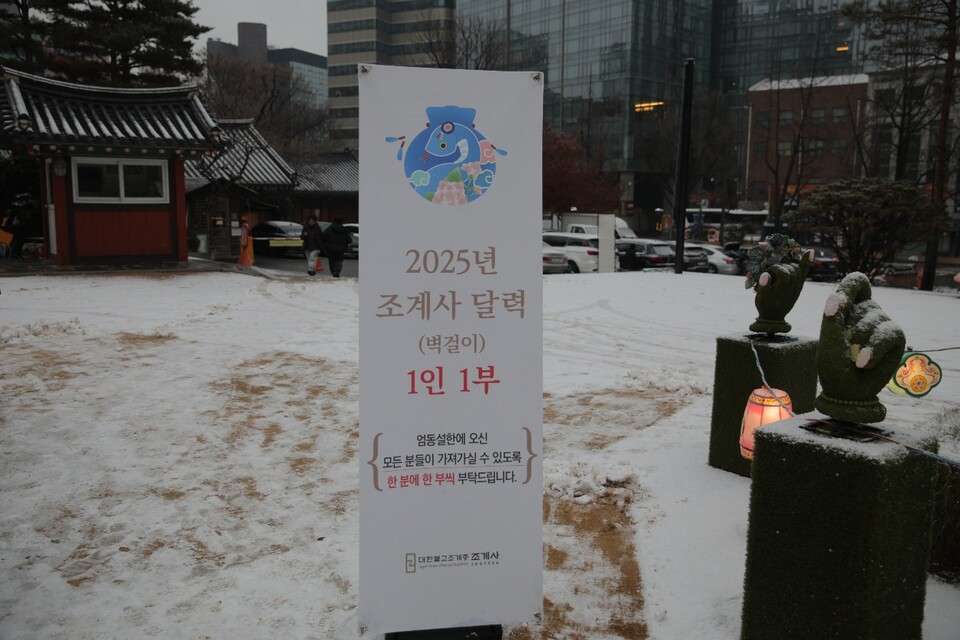 2025년
조계사 달력
(벽걸이)
1인 1부
엄동설한에 오신
모든 분들이 가져가실 수 있도록
한 분에 한 부씩 부탁드립니다.
대한불교조계종 조계사
JOGYESA